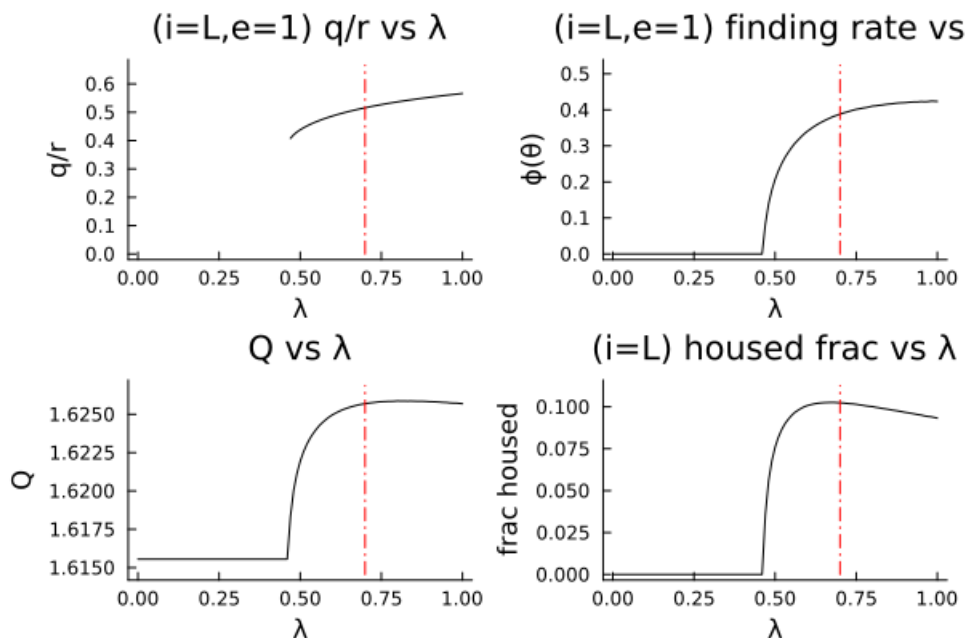 (i=L,e=1) q/r vs λ
q/r
0.6
0.5
0.4
0.3
0.2
0.1
0.0
0.00 0.25 0.50 0.75 1.00
λ
(i=L,e=1) finding rate vs
ϕ(θ)
0.5
0.4
0.3
0.2
0.1
0.0
0.00 0.25 0.50 0.75 1.00
λ
Q vs λ
Q
1.6250
1.6225
1.6200
1.6175
1.6150
0.00 0.25 0.50 0.75 1.00
λ
(i=L) housed frac vs λ
frac housed
0.100
0.075
0.050
0.025
0.000
0.00 0.25 0.50 0.75 1.00
λ